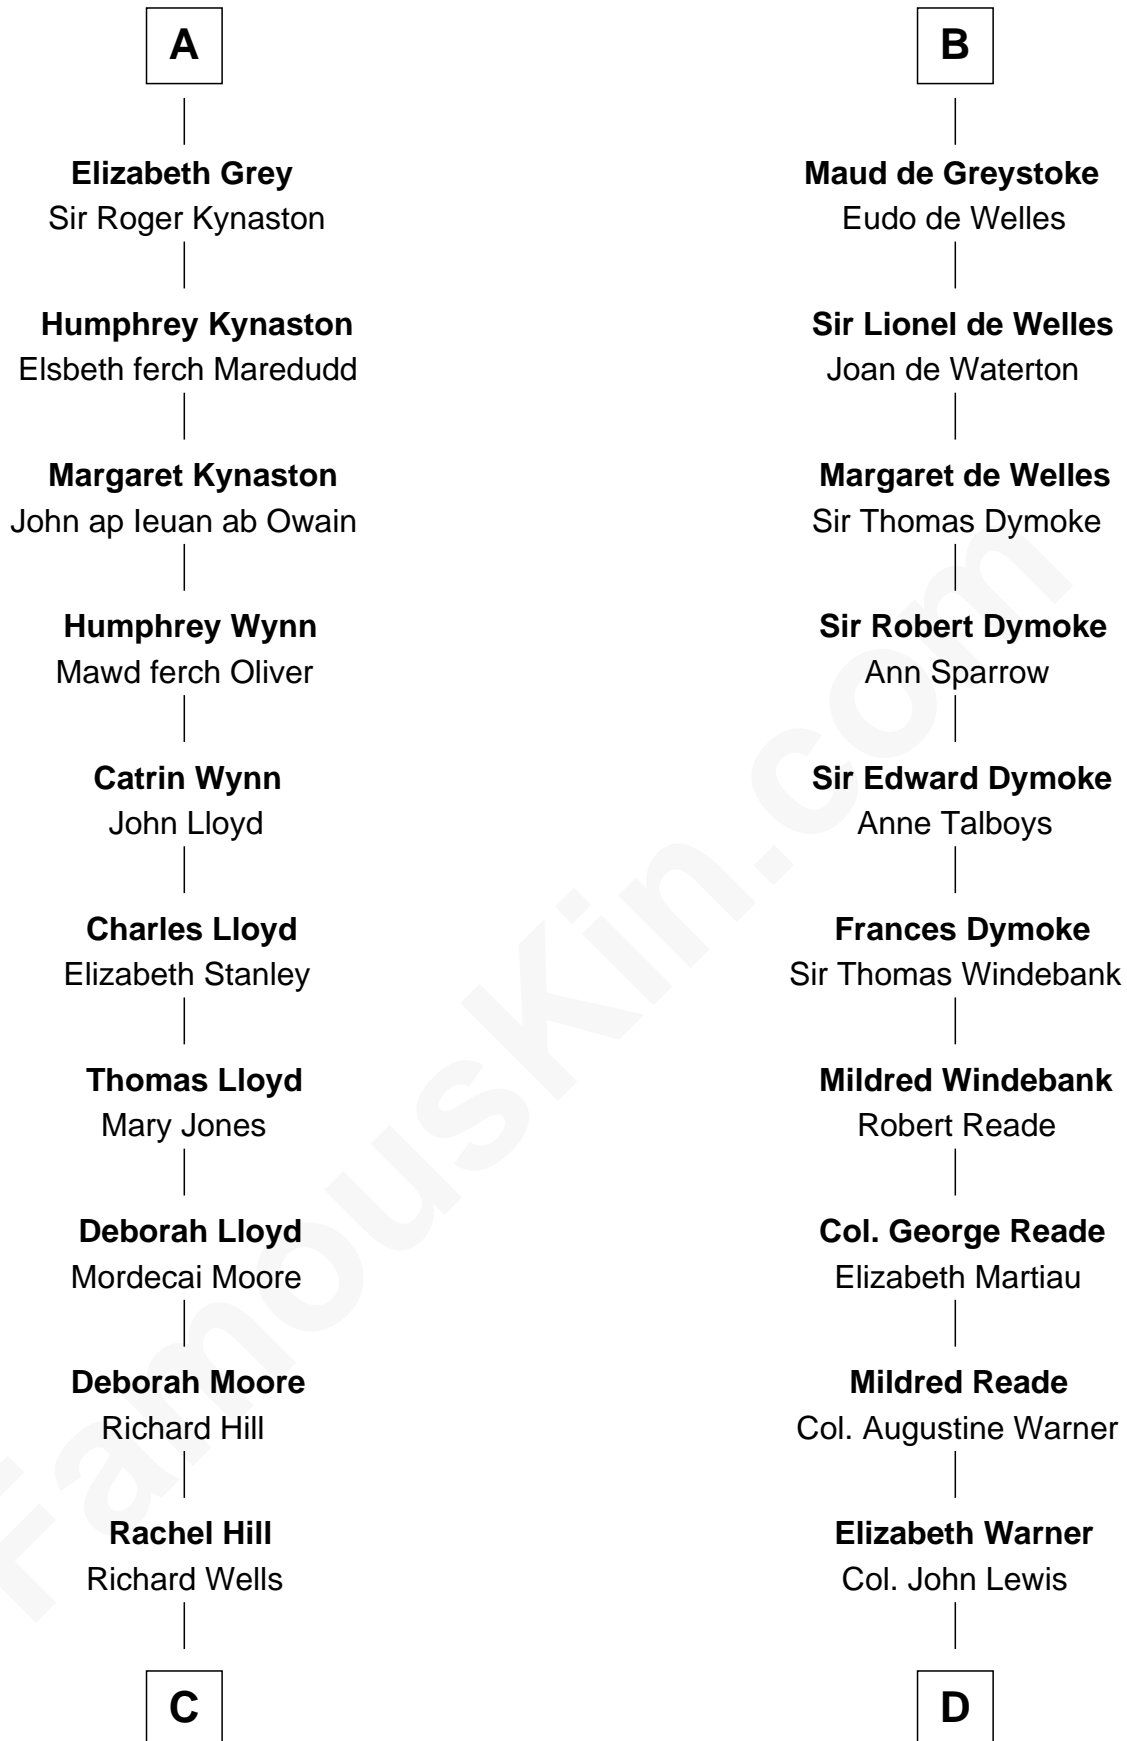 A
Elizabeth Grey
Sir Roger Kynaston
Humphrey Kynaston
Elsbeth ferch Maredudd
Margaret Kynaston
John ap Ieuan ab Owain
Humphrey Wynn
Mawd ferch Oliver
Catrin Wynn
John Lloyd
Charles Lloyd
Elizabeth Stanley
Thomas Lloyd
Mary Jones
Deborah Lloyd
Mordecai Moore
Deborah Moore
Richard Hill
Rachel Hill
Richard Wells
C
B
Maud de Greystoke
Eudo de Welles
Sir Lionel de Welles
Joan de Waterton
Margaret de Welles
Sir Thomas Dymoke
Sir Robert Dymoke
Ann Sparrow
Sir Edward Dymoke
Anne Talboys
Frances Dymoke
Sir Thomas Windebank
Mildred Windebank
Robert Reade
Col. George Reade
Elizabeth Martiau
Mildred Reade
Col. Augustine Warner
Elizabeth Warner
Col. John Lewis
D
FamousKin.com